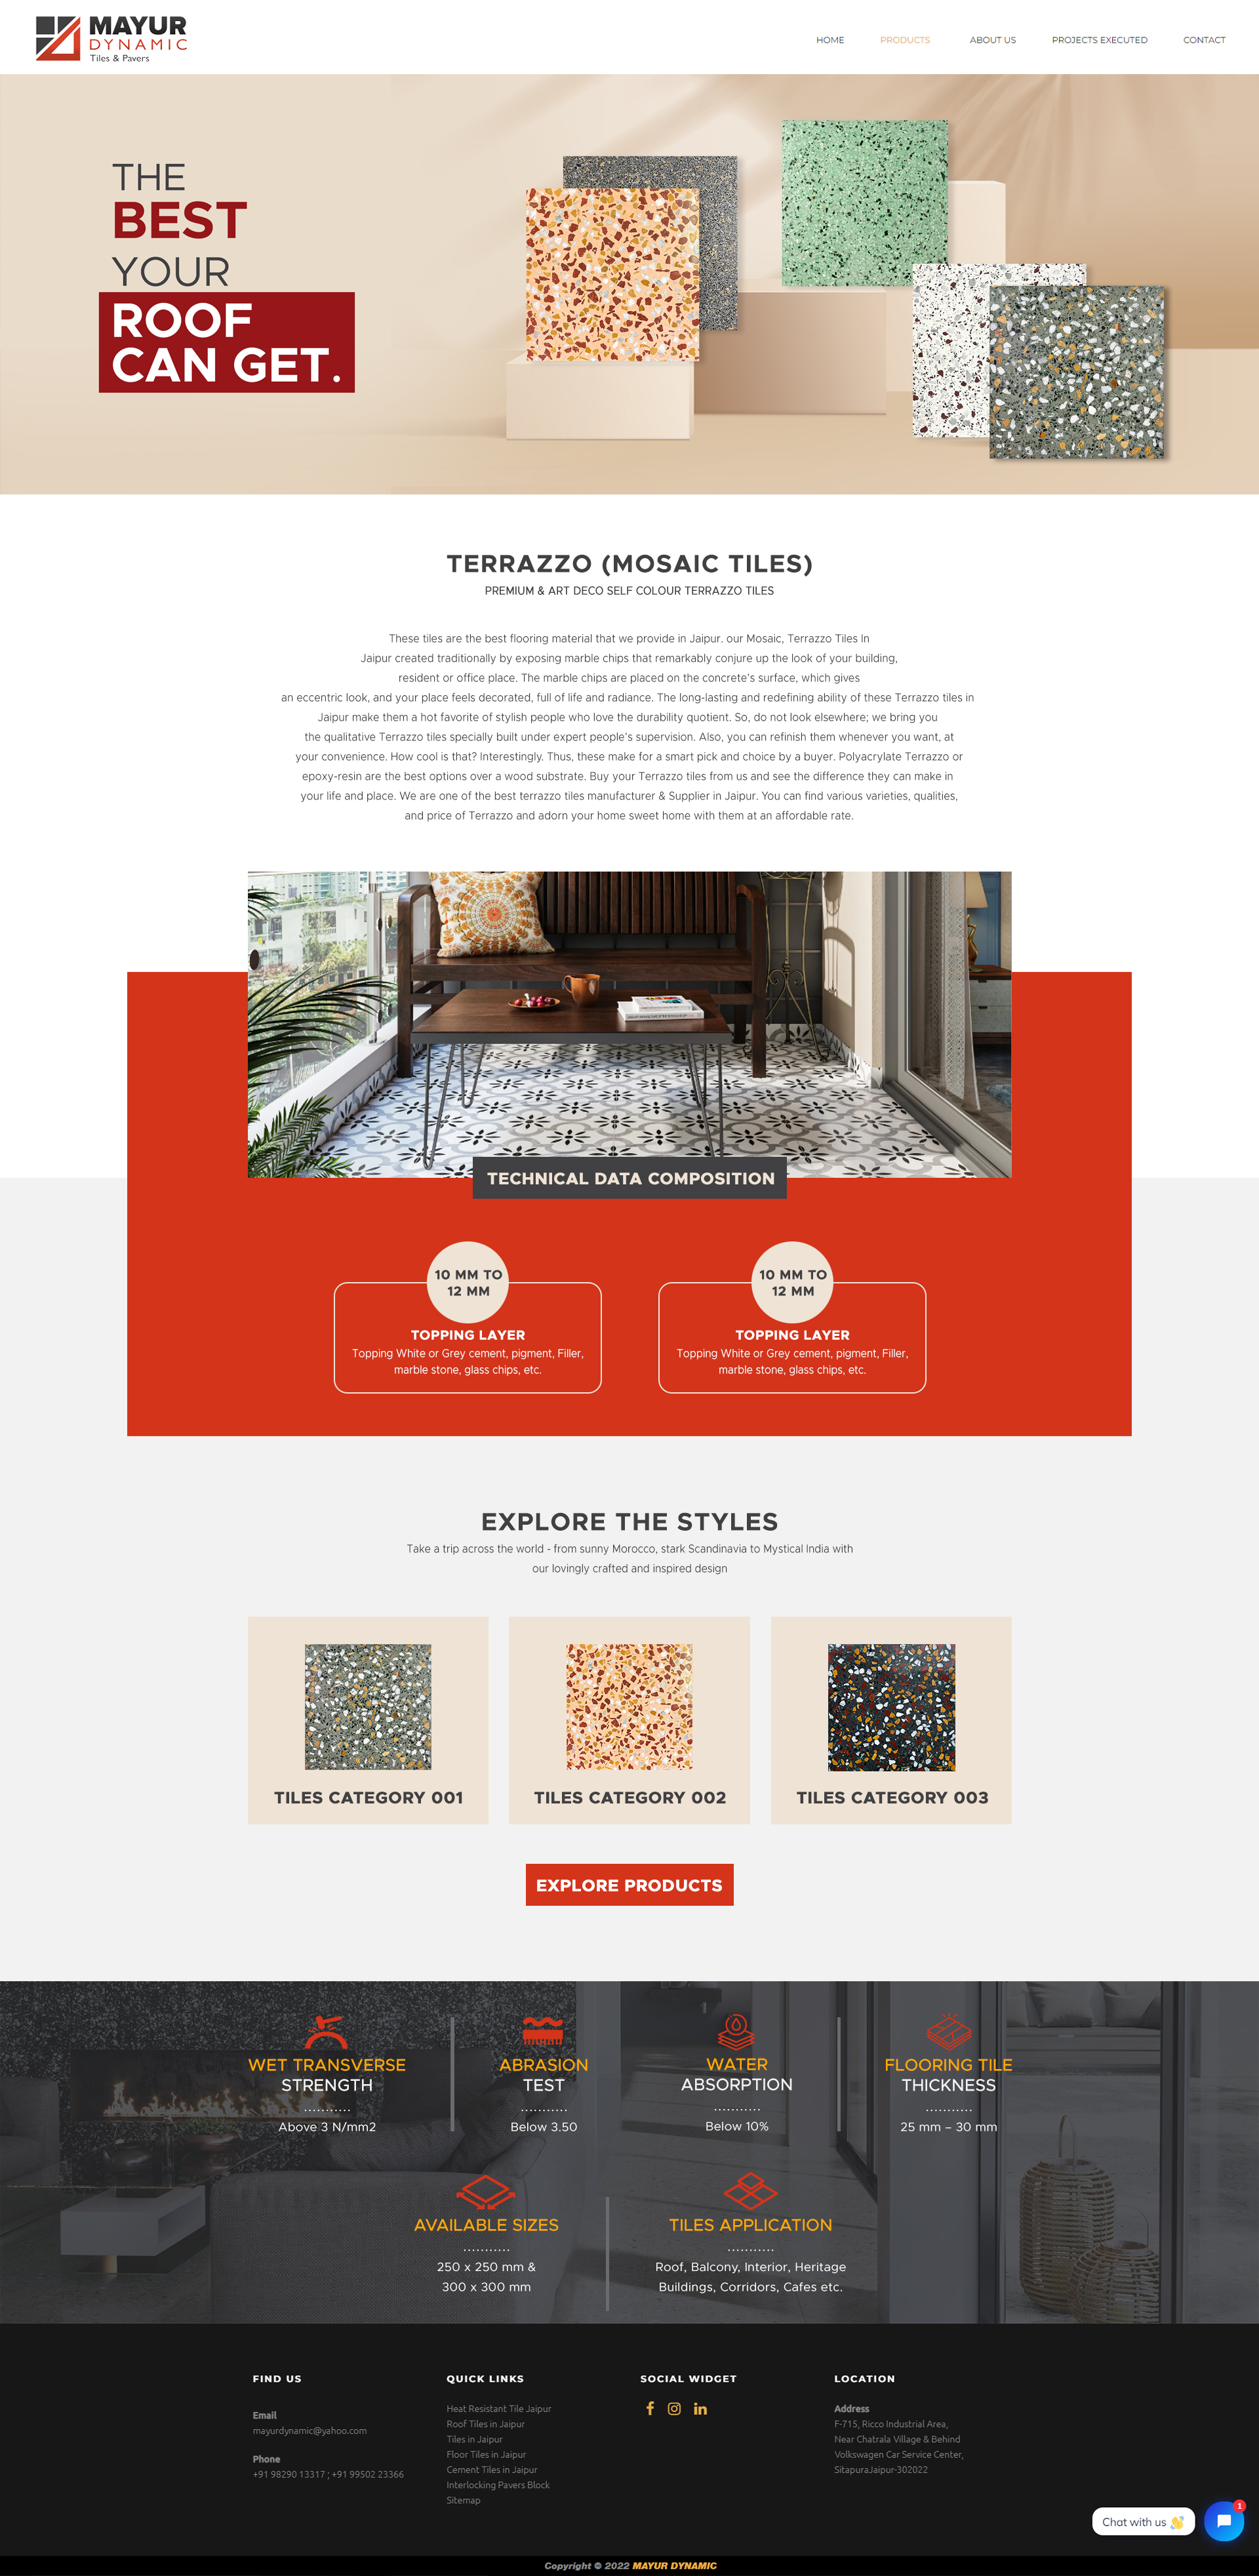 MAYUR
DYNAMIC
Tiles & Pavers
HOME
PRODUCTS
ABOUT US
PROJECTS EXECUTED
CONTACT
THE
BEST
YOUR
ROOF
CAN GET.
TERRAZZO (MOSAIC TILES)
PREMIUM & ART DECO SELF COLOUR TERRAZZO TILES
These tiles are the best flooring material that we provide in Jaipur. our Mosaic, Terrazzo Tiles In
Jaipur created traditionally by exposing marble chips that remarkably conjure up the look of your building,
resident or office place. The marble chips are placed on the concrete's surface, which gives
an eccentric look, and your place feels decorated, full of life and radiance. The long-lasting and redefining ability of these Terrazzo tiles in
Jaipur make them a hot favorite of stylish people who love the durability quotient. So, do not look elsewhere; we bring you
the qualitative Terrazzo tiles specially built under expert people's supervision. Also, you can refinish them whenever you want, at
your convenience. How cool is that? Interestingly. Thus, these make for a smart pick and choice by a buyer. Polyacrylate Terrazzo or
epoxy-resin are the best options over a wood substrate. Buy your Terrazzo tiles from us and see the difference they can make in
your life and place. We are one of the best terrazzo tiles manufacturer & Supplier in Jaipur. You can find various varieties, qualities,
and price of Terrazzo and adorn your home sweet home with them at an affordable rate.
TECHNICAL DATA COMPOSITION
10 MM TO
12 MM
TOPPING LAYER
Topping White or Grey cement, pigment, Filler,
marble stone, glass chips, etc.
10 MM TO
12 MM
TOPPING LAYER
Topping White or Grey cement, pigment, Filler,
marble stone, glass chips, etc.
EXPLORE THE STYLES
Take a trip across the world - from sunny Morocco, stark Scandinavia to Mystical India with
our lovingly crafted and inspired design
TILES CATEGORY 001
TILES CATEGORY 002
TILES CATEGORY 003
EXPLORE PRODUCTS
WET TRANSVERSE
STRENGTH
...........
Above 3 N/mm2
ABRASION
TEST
...........
Below 3.50
WATER
ABSORPTION
...........
Below 10%
FLOORING TILE
THICKNESS
...........
25 mm – 30 mm
AVAILABLE SIZES
...........
250 x 250 mm &
300 x 300 mm
TILES APPLICATION
...........
Roof, Balcony, Interior, Heritage
Buildings, Corridors, Cafes etc.
FIND US
Email
mayurdynamic@yahoo.com
Phone
+91 98290 13317 ; +91 99502 23366
QUICK LINKS
Heat Resistant Tile Jaipur
Roof Tiles in Jaipur
Tiles in Jaipur
Floor Tiles in Jaipur
Cement Tiles in Jaipur
Interlocking Pavers Block
Sitemap
SOCIAL WIDGET
LOCATION
Address
F-715, Ricco Industrial Area,
Near Chatrala Village & Behind
Volkswagen Car Service Center,
SitapuraJaipur-302022
Chat with us 👋
1
Copyright © 2022 MAYUR DYNAMIC